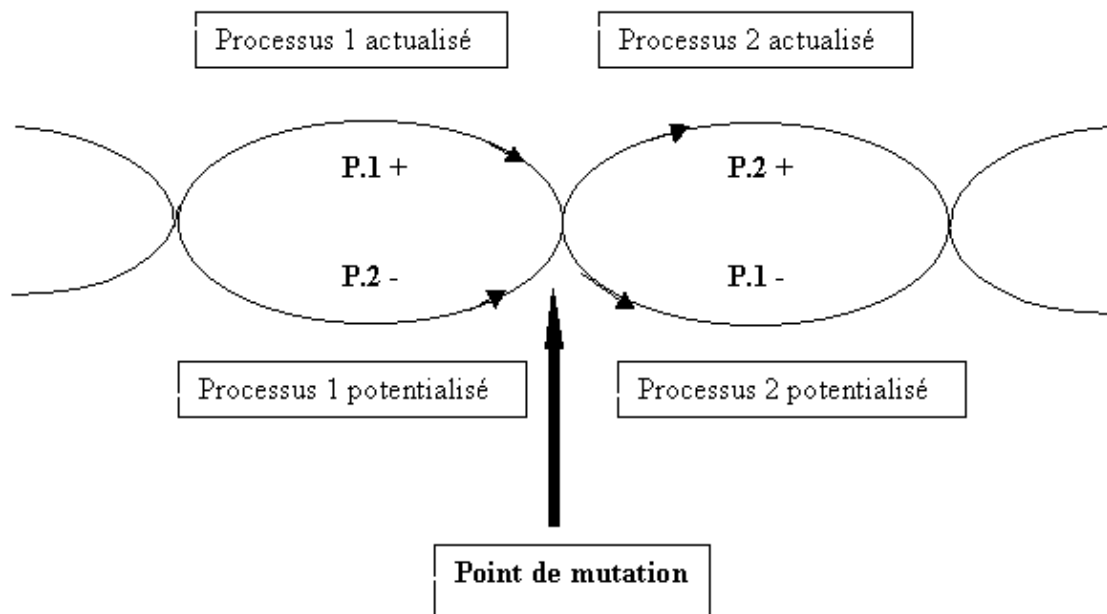 Processus 1 actualisé
Processus 2 actualisé
P.1 +
P.2 +
P.2 -
P.1 -
Processus 1 potentialisé
Processus 2 potentialisé
Point de mutation